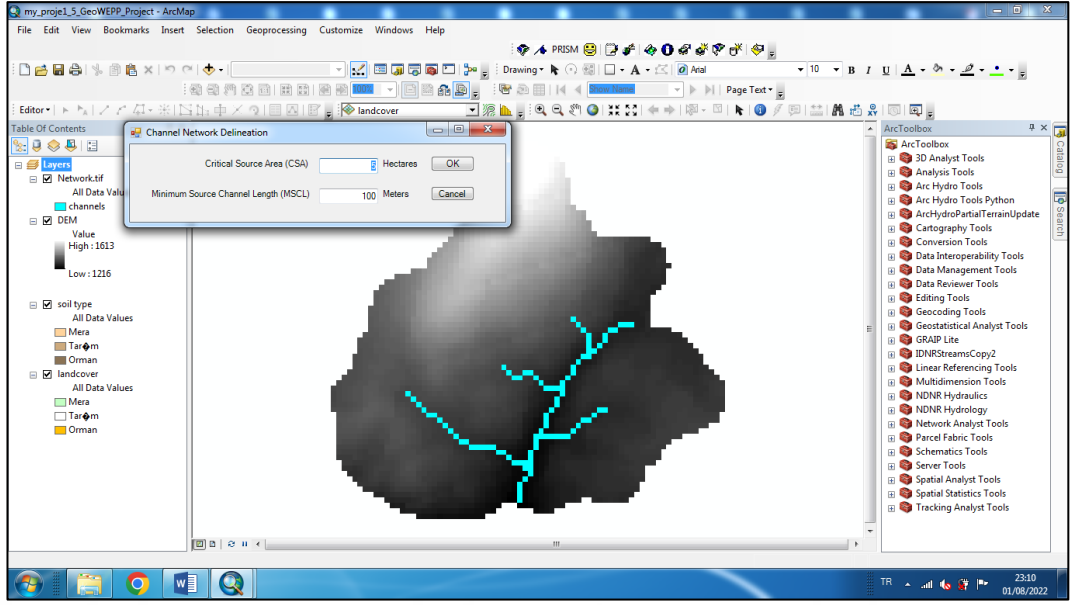 my_proje1_5_GeoWEPP_Project - ArcMap
File Edit View Bookmarks Insert Selection Geoprocessing Customize Windows Help
PRISM
Drawing A Arial 10 B I U A
100% Show Name Page Text
Editor landcover
Table Of Contents
Layers
Network.tif
All Data Valu
channels
DEM
Value
High : 1613
Low : 1216
soil type
All Data Values
Mera
Tar�m
Orman
landcover
All Data Values
Mera
Tar�m
Orman
Channel Network Delineation
Critical Source Area (CSA) 5 Hectares OK
Minimum Source Channel Length (MSCL) 100 Meters Cancel
ArcToolbox
ArcToolbox
3D Analyst Tools
Analysis Tools
Arc Hydro Tools
Arc Hydro Tools Python
ArcHydroPartialTerrainUpdate
Cartography Tools
Conversion Tools
Data Interoperability Tools
Data Management Tools
Data Reviewer Tools
Editing Tools
Geocoding Tools
Geostatistical Analyst Tools
GRAIP Lite
IDNRStreamsCopy2
Linear Referencing Tools
Multidimension Tools
NDNR Hydraulics
NDNR Hydrology
Network Analyst Tools
Parcel Fabric Tools
Schematics Tools
Server Tools
Spatial Analyst Tools
Spatial Statistics Tools
Tracking Analyst Tools
Catalog
Search
TR
23:10
01/08/2022